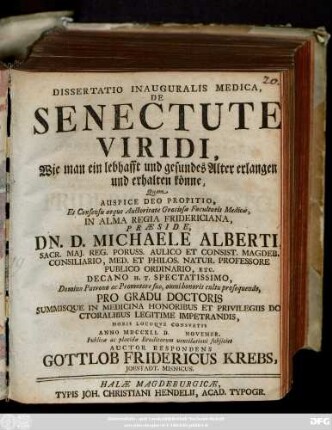 20.
DISSERTATIO INAUGURALIS MEDICA,
DE
SENECTUTE
VIRIDI,
Wie man ein lebhafft und gesundes Alter erlangen
und erhalten könne,
Quam
AUSPICE DEO PROPITIO,
Et Consensu atque Auctoritate Gratiosæ Facultatis Medicæ,
IN ALMA REGIA FRIDERICIANA,
PRÆSIDE,
DN. D. MICHAELE ALBERTI,
SACR. MAJ. REG. PORUSS. AULICO ET CONSIST. MAGDEB.
CONSILIARIO, MED. ET PHILOS. NATUR. PROFESSORE
PUBLICO ORDINARIO, ETC.
DECANO H. T. SPECTATISSIMO,
Domino Patrono ac Promotore suo, omni honoris cultu prosequendo,
PRO GRADU DOCTORIS
SUMMISQUE IN MEDICINA HONORIBUS ET PRIVILEGIIS DO
CTORALIBUS LEGITIME IMPETRANDIS,
HORIS LOCOQUE CONSUETIS
ANNO MDCCXLI. D. NOVEMBR.
Publicæ ac placidæ Eruditorum ventilationi subjiciet
AUCTOR RESPONDENS
GOTTLOB FRIDERICUS KREBS,
JOHSTADT. MISNICUS.
HALÆ MAGDEBURGICÆ,
TYPIS JOH. CHRISTIANI HENDELII, ACAD. TYPOGR.